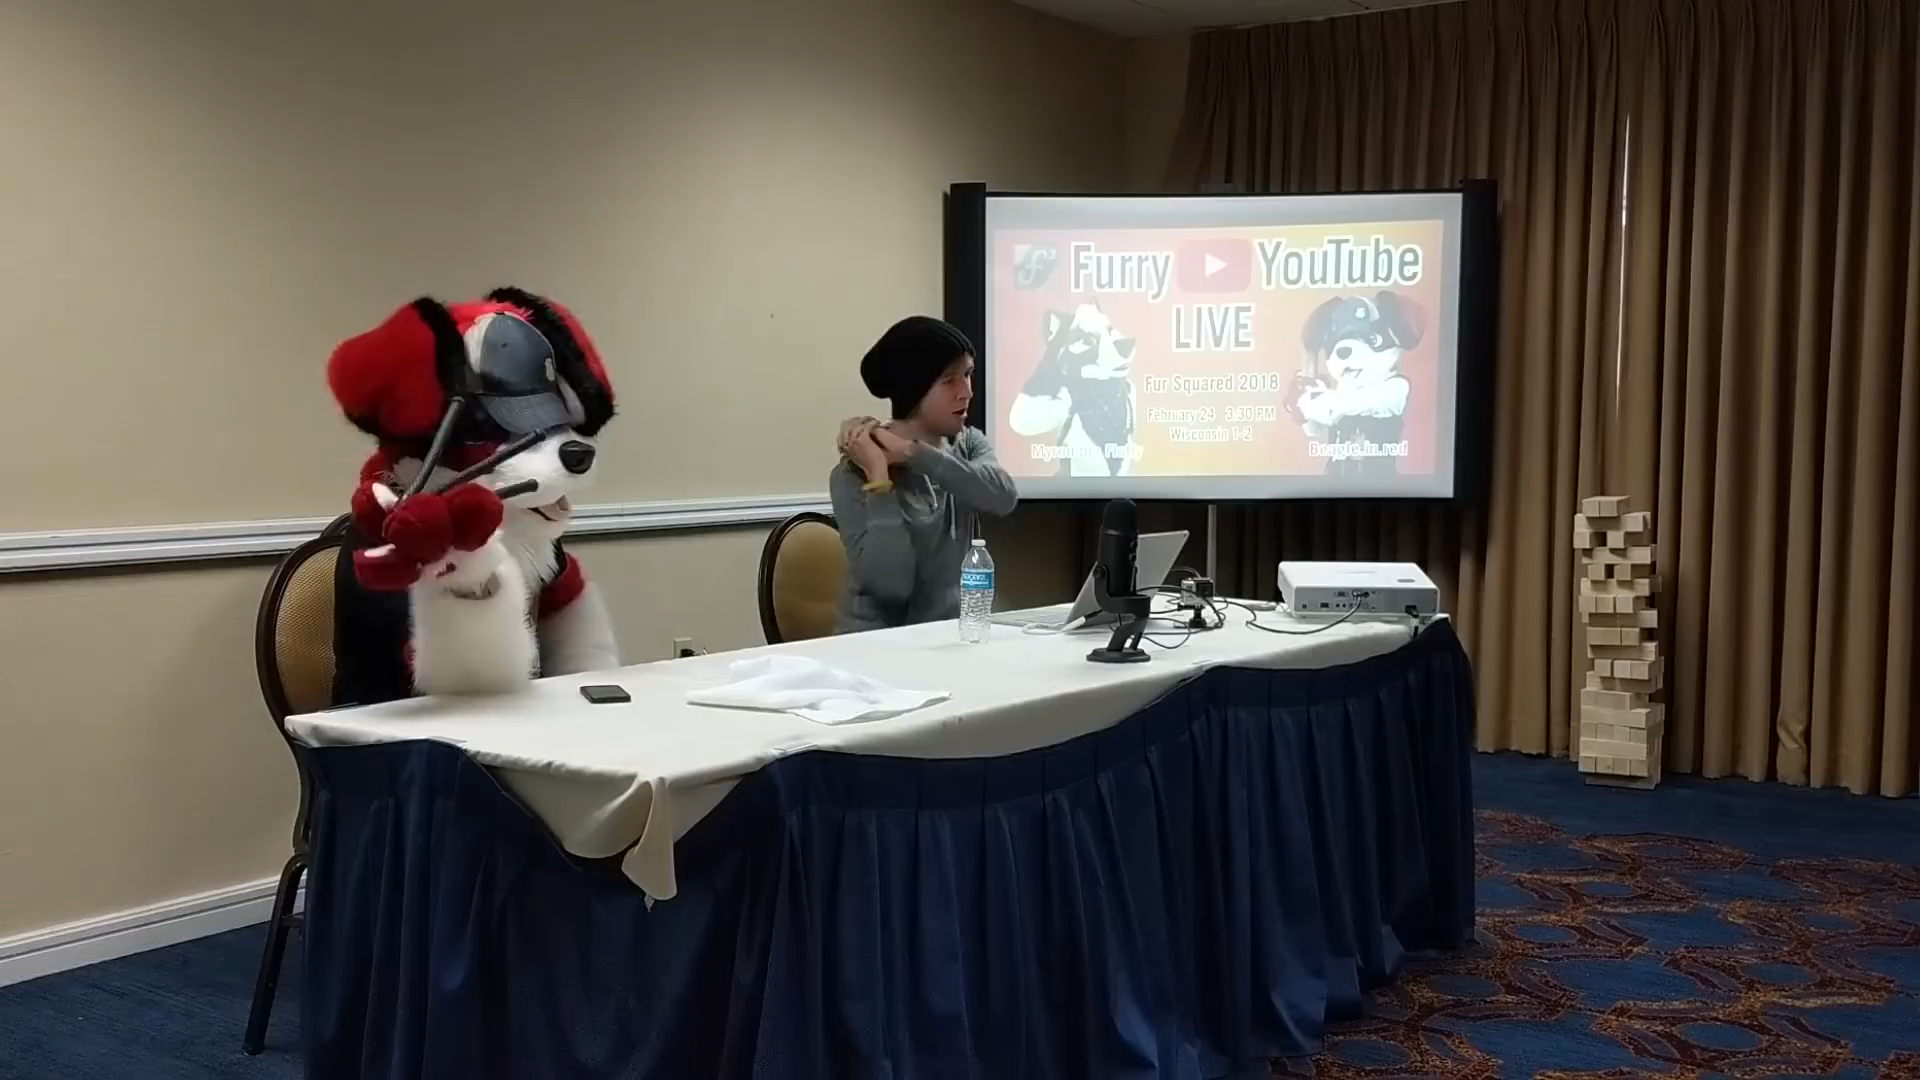 Furry YouTube
LIVE
Fur Squared 2018
February 24 3:30 PM
Wisconsin 1-2
Beagle.in.red